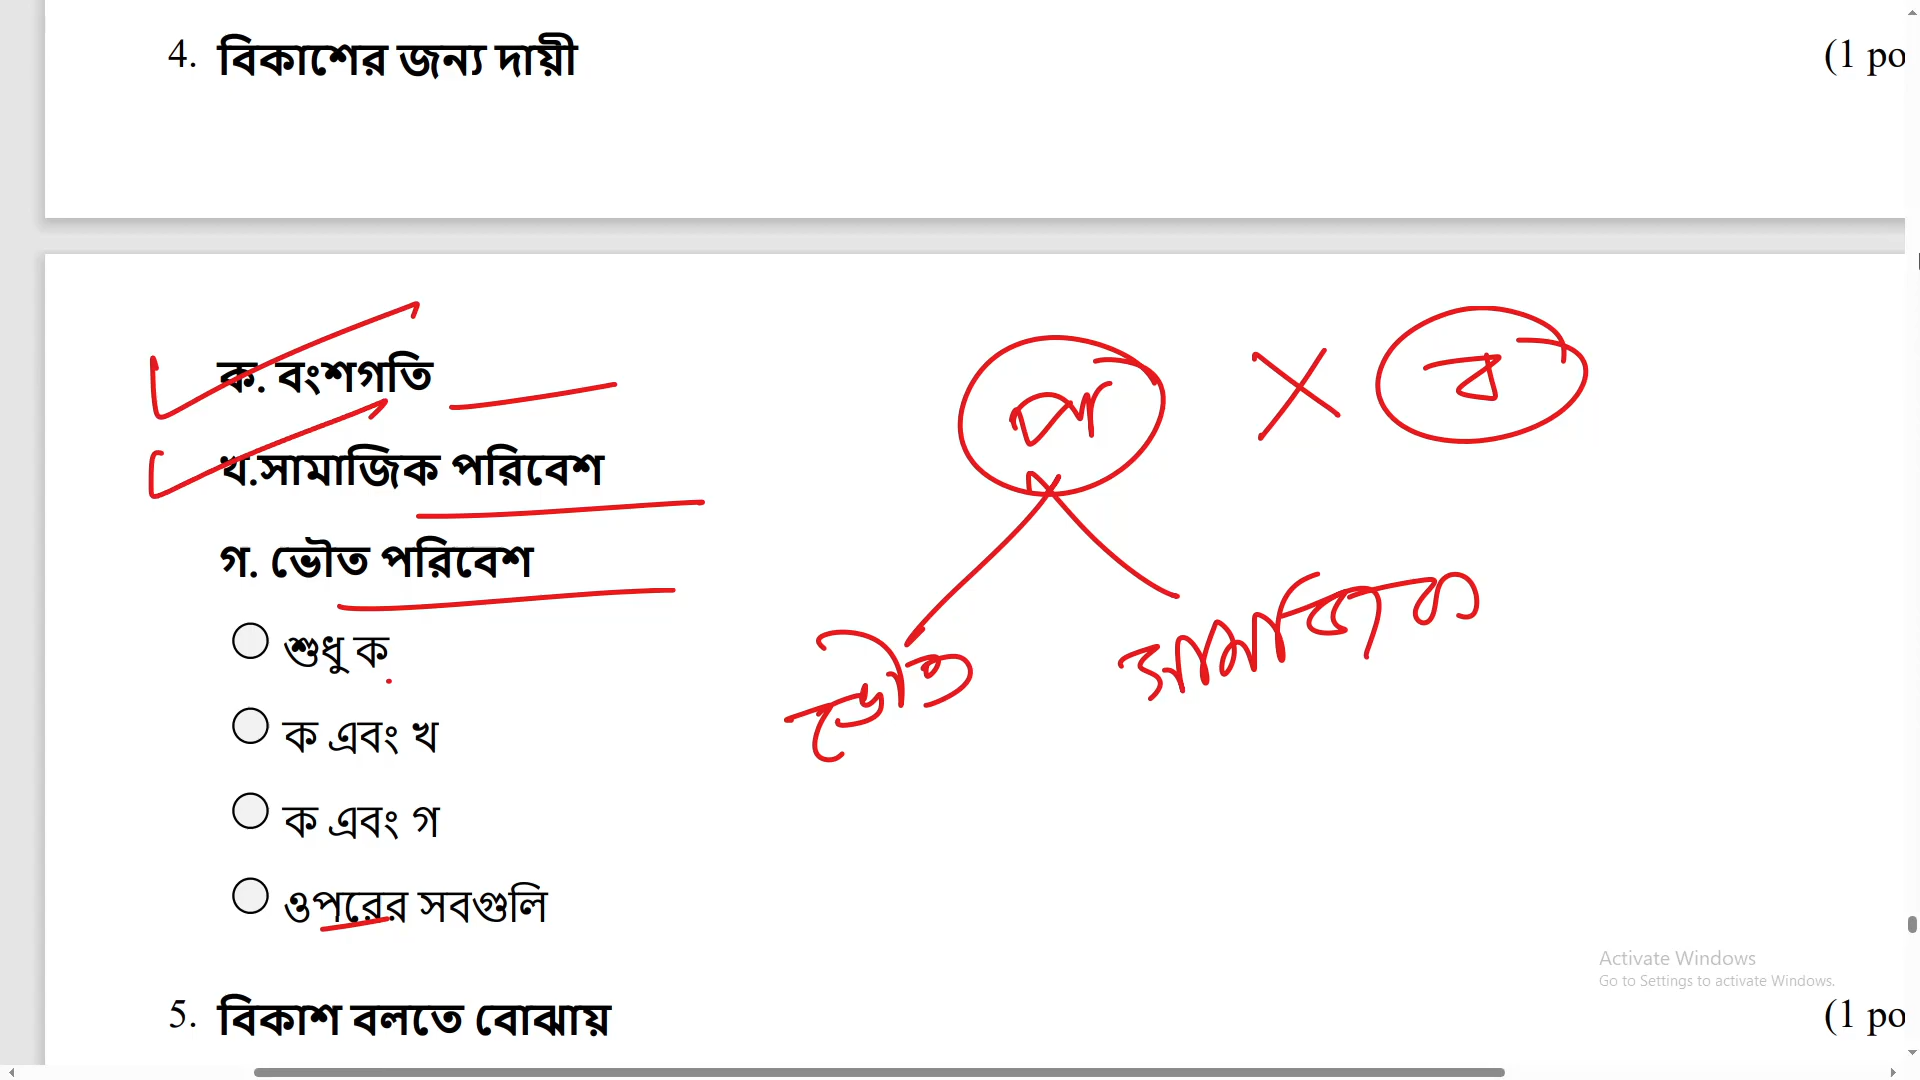 4. বিকাশের জন্য দায়ী (1 po
ক. বংশগতি
খ.সামাজিক পরিবেশ
গ. ভৌত পরিবেশ
শুধু ক
ক এবং খ
ক এবং গ
ওপরের সবগুলি
ব
ভৌত
সামাজিক
Activate Windows
Go to Settings to activate Windows.
5. বিকাশ বলতে বোঝায় (1 po